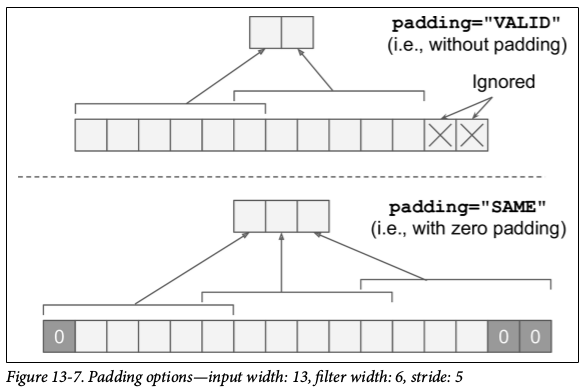 padding="VALID"
(i.e., without padding)
Ignored
padding="SAME"
(i.e., with zero padding)
0 0 0
Figure 13-7. Padding options—input width: 13, filter width: 6, stride: 5